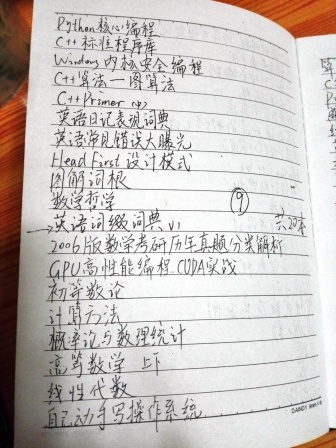 Python核心编程
C++标准程序库
Windows内核安全编程
C++算法—图算法
C++ Primer (中)
英语日记表现词典
英语常见错误大曝光
Head First 设计模式
图解词根
数学哲学
⑨
→英语词缀词典 V1
共20本
2006版数学考研历年真题分类解析
GPU高性能编程CUDA实战
初等数论
计算方法
概率论与数理统计
高等数学 上下
线性代数
自己动手写操作系统